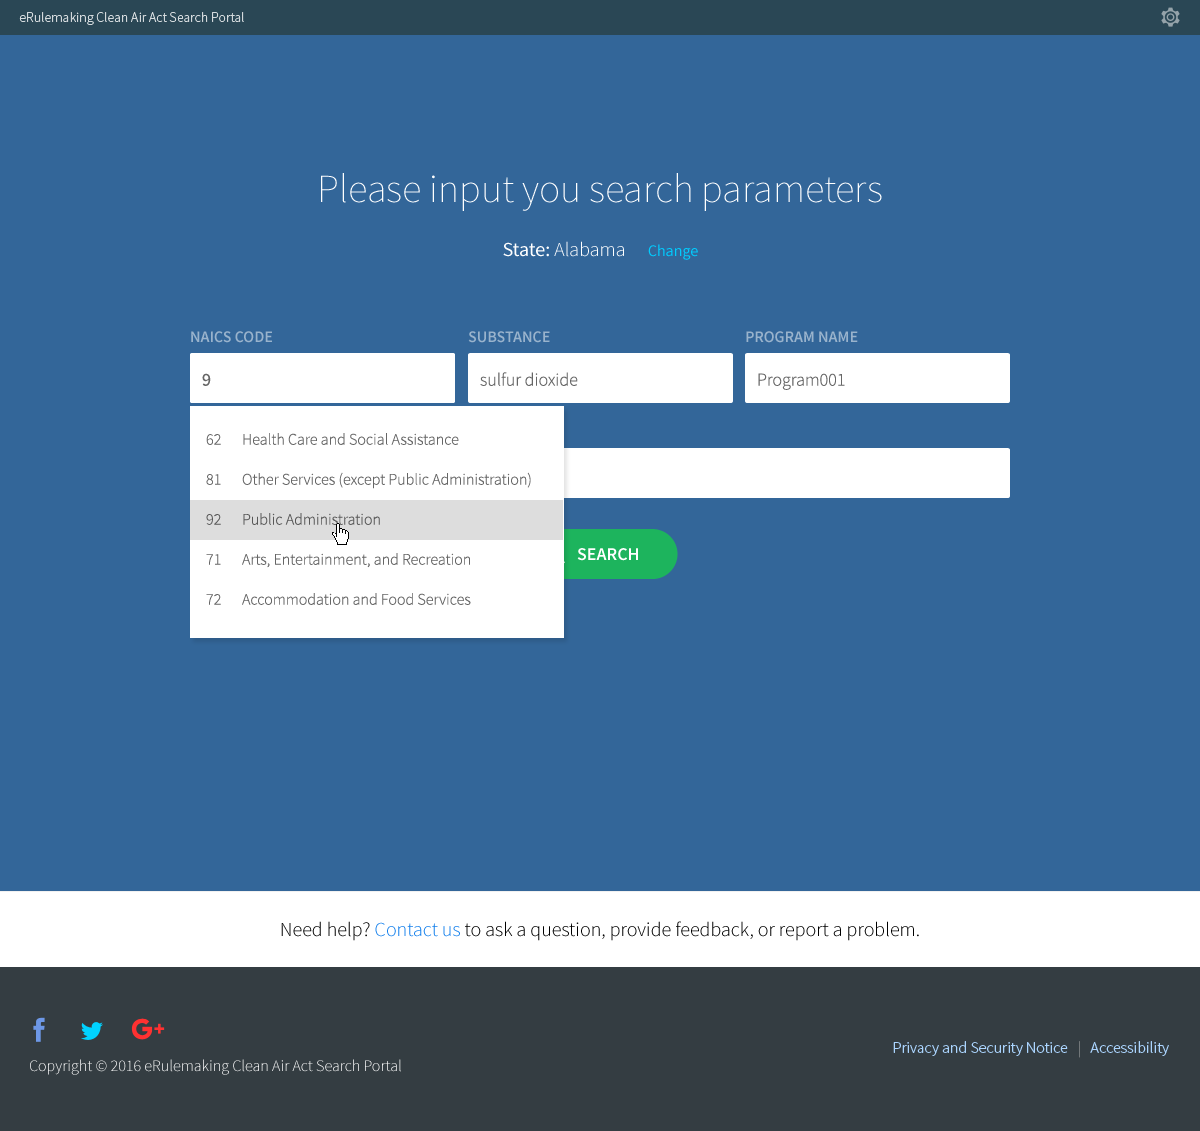 eRulemaking Clean Air Act Search Portal
Please input you search parameters
State: Alabama Change
NAICS CODE SUBSTANCE PROGRAM NAME
9 sulfur dioxide Program001
62 Health Care and Social Assistance
81 Other Services (except Public Administration)
92 Public Administration
71 Arts, Entertainment, and Recreation
72 Accommodation and Food Services
SEARCH
Need help? Contact us to ask a question, provide feedback, or report a problem.
f G+
Copyright © 2016 eRulemaking Clean Air Act Search Portal
Privacy and Security Notice | Accessibility